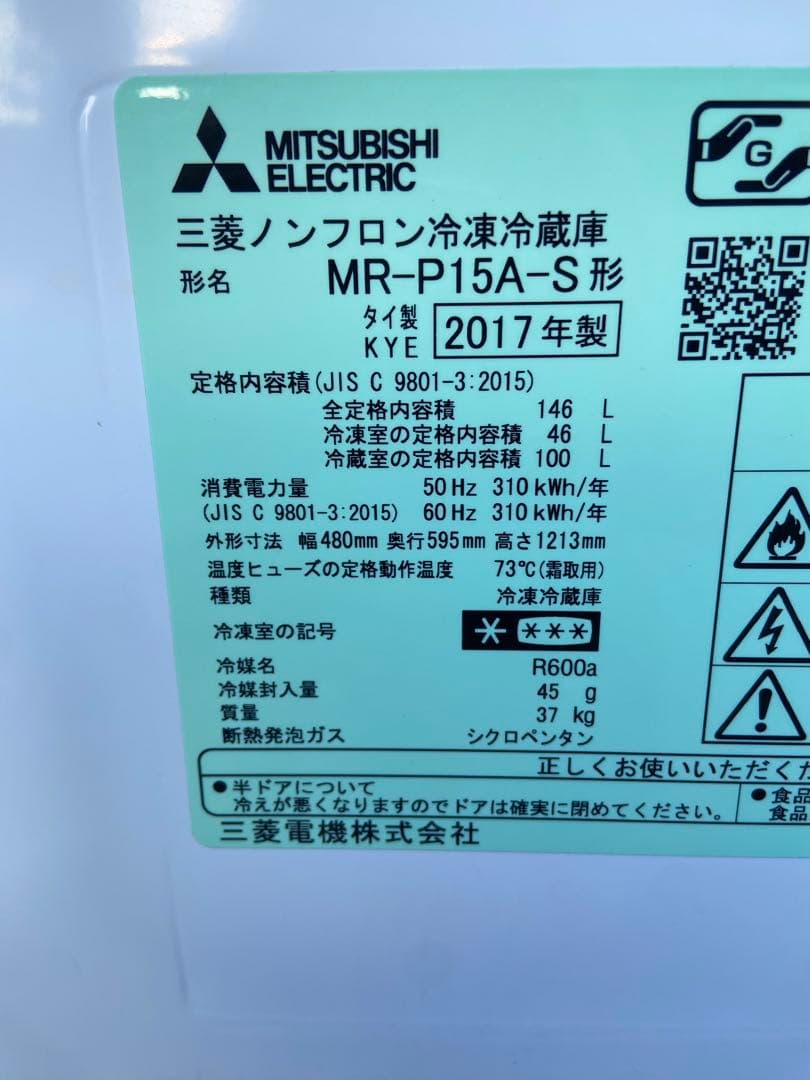 MITSUBISHI
ELECTRIC
G
三菱ノンフロン冷凍冷蔵庫
形名 MR-P15A-S形
タイ製
KYE 2017年製
定格内容積(JIS C 9801-3:2015)
全定格内容積 146 L
冷凍室の定格内容積 46 L
冷蔵室の定格内容積 100 L
消費電力量 50Hz 310kWh/年
(JIS C 9801-3:2015) 60Hz 310kWh/年
外形寸法 幅480mm 奥行595mm 高さ1213mm
温度ヒューズの定格動作温度 73℃(霜取用)
種類 冷凍冷蔵庫
冷凍室の記号
冷媒名 R600a
冷媒封入量 45 g
質量 37 kg
断熱発泡ガス シクロペンタン
正しくお使いいただくた
●半ドアについて
冷えが悪くなりますのでドアは確実に閉めてください。
●食品
食品
三菱電機株式会社